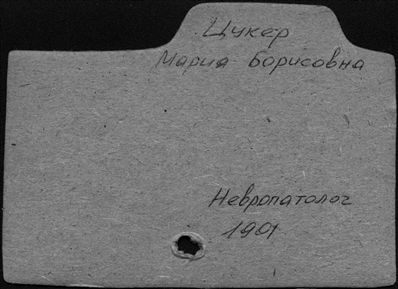 Цукер
Мария Борисовна
Невропатолог
1901